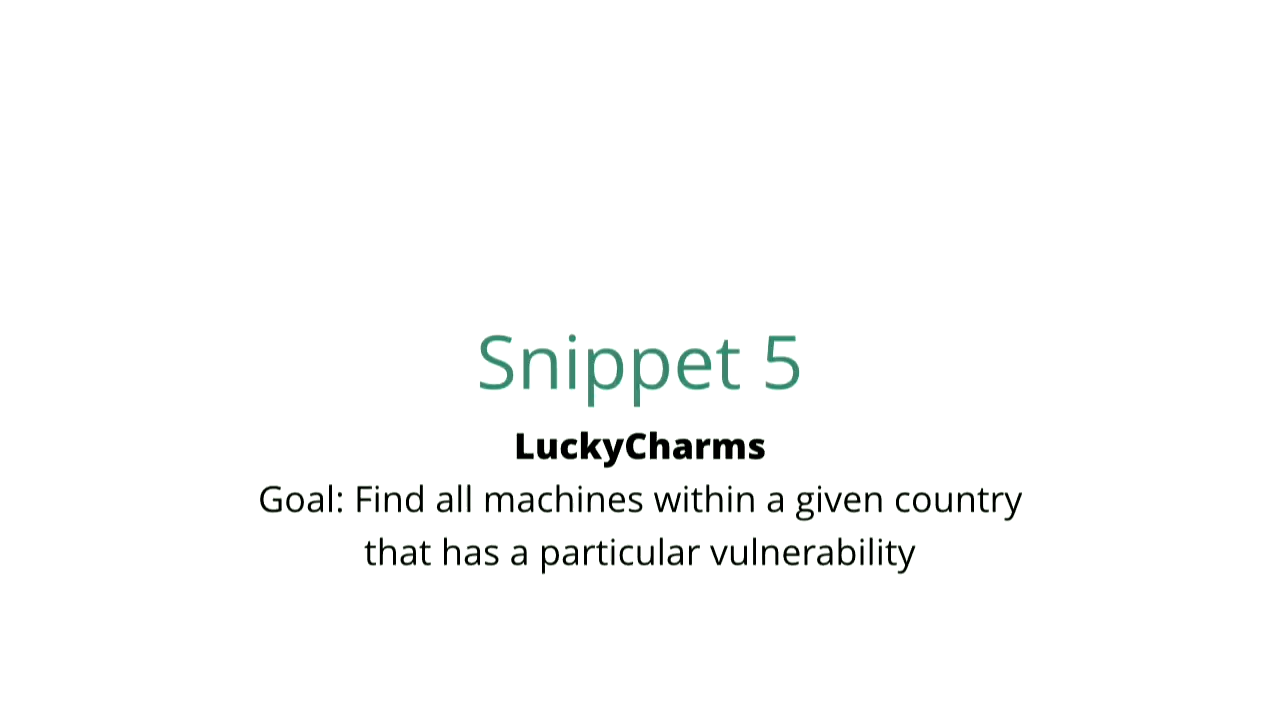 Snippet 5
LuckyCharms
Goal: Find all machines within a given country
that has a particular vulnerability